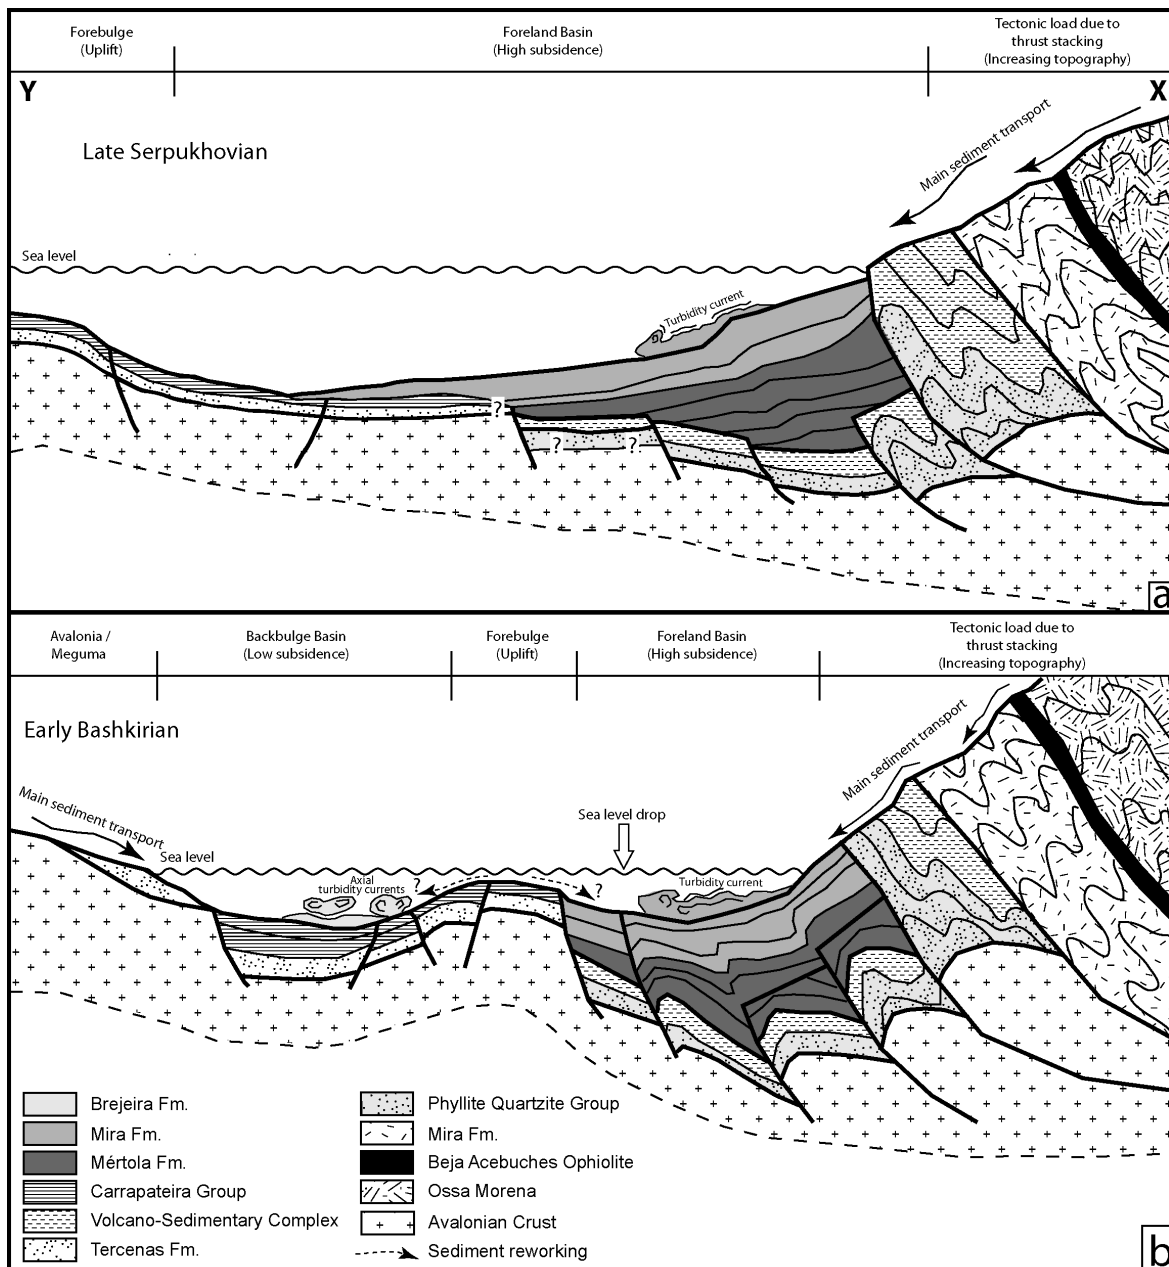 Forebulge
(Uplift)
Foreland Basin
(High subsidence)
Tectonic load due to
thrust stacking
(Increasing topography)
Y
X
Late Serpukhovian
Main sediment transport
Sea level
Turbidity current
?
?
?
a
Avalonia /
Meguma
Backbulge Basin
(Low subsidence)
Forebulge
(Uplift)
Foreland Basin
(High subsidence)
Tectonic load due to
thrust stacking
(Increasing topography)
Early Bashkirian
Main sediment transport
Main sediment transport
Sea level drop
Sea level
Axial
turbidity currents
?
?
Turbidity current
Brejeira Fm.
Mira Fm.
Mértola Fm.
Carrapateira Group
Volcano-Sedimentary Complex
Tercenas Fm.
Phyllite Quartzite Group
Mira Fm.
Beja Acebuches Ophiolite
Ossa Morena
Avalonian Crust
Sediment reworking
b